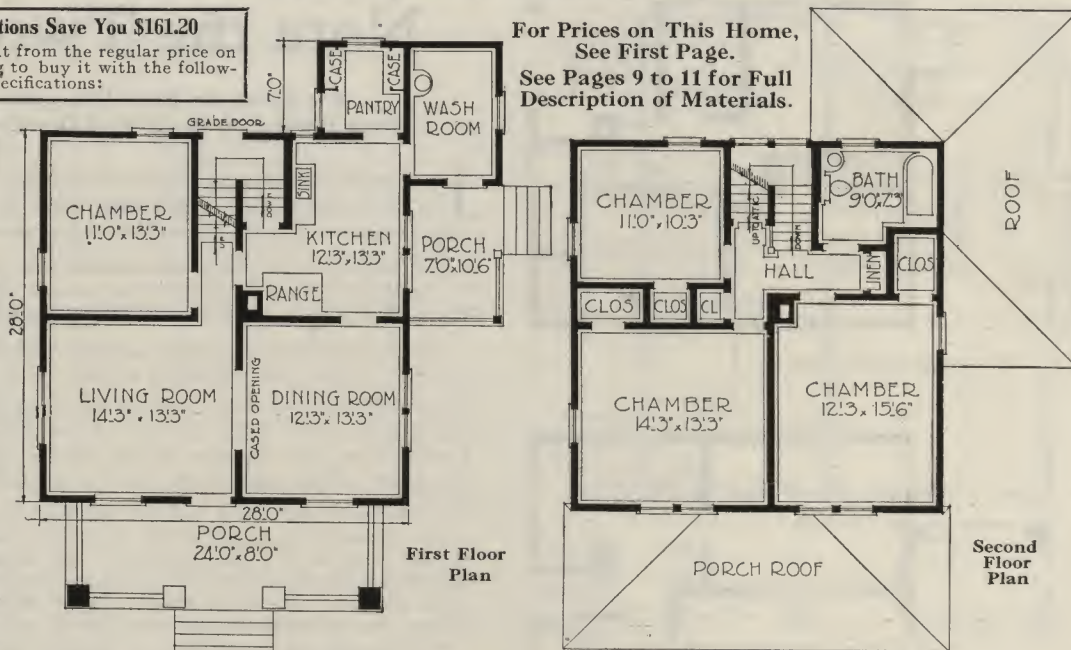 tions Save You $161.20
t from the regular price on
g to buy it with the follow-
ecifications:
For Prices on This Home,
See First Page.
See Pages 9 to 11 for Full
Description of Materials.
7'0"
CASE
CASE
PANTRY
WASH
ROOM
GRADE DOOR
CHAMBER
11'0" x 13'3"
UP
DOWN
SINK
KITCHEN
12'3" x 13'3"
RANGE
PORCH
7'0" x 10'6"
28'0"
LIVING ROOM
14'3" x 13'3"
CASED OPENING
DINING ROOM
12'3" x 13'3"
28'0"
PORCH
24'0" x 8'0"
First Floor
Plan
CHAMBER
11'0" x 10'3"
UP TO ATTIC
DOWN
BATH
9'0" x 7'3"
HALL
LINEN
CLOS
CLOS
CLOS
CL
CHAMBER
14'3" x 13'3"
CHAMBER
12'3 x 15'6"
ROOF
PORCH ROOF
Second
Floor
Plan